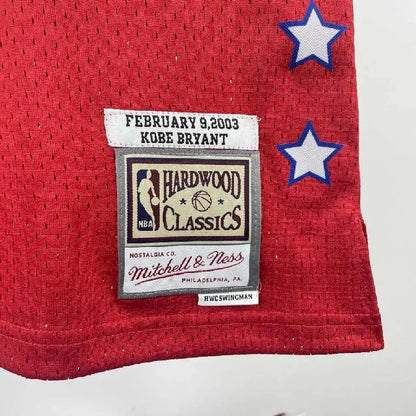 FEBRUARY 9, 2003
KOBE BRYANT
HARDWOOD
CLASSICS
NBA
NOSTALGIA CO.
Mitchell & Ness
PHILADELPHIA, PA.
HWC SWINGMAN